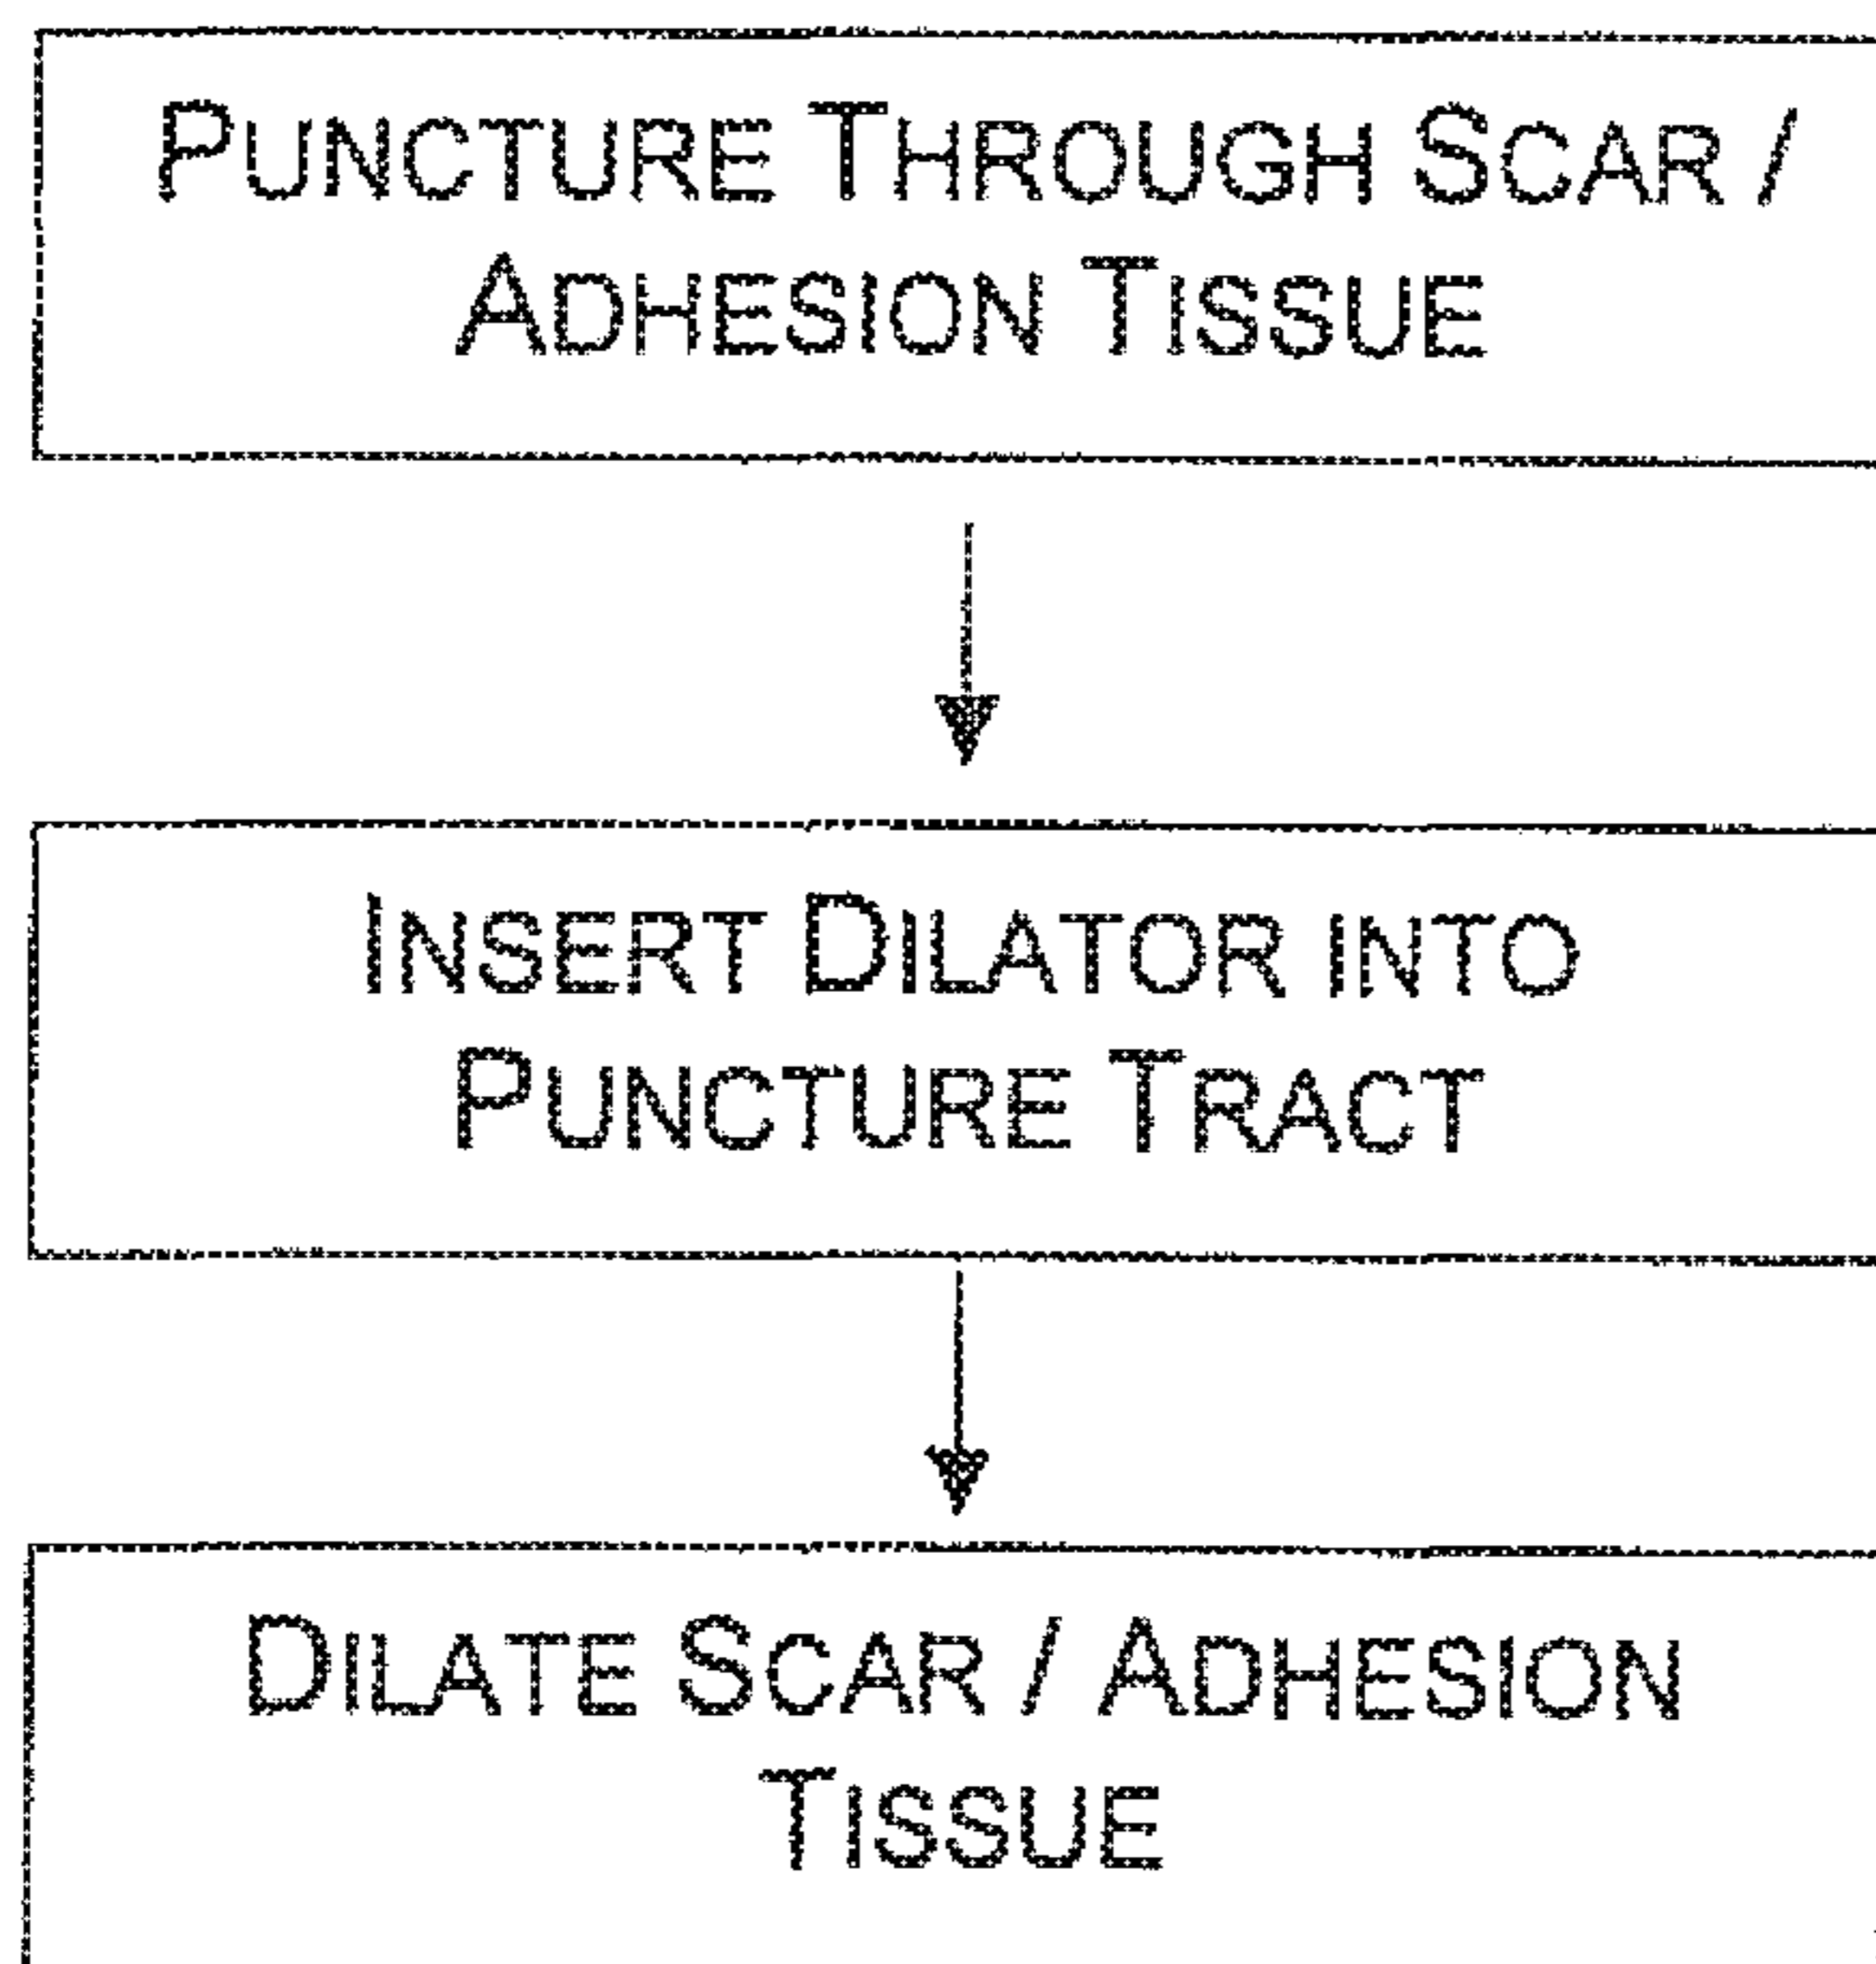 PUNCTURE THROUGH SCAR /
ADHESION TISSUE
INSERT DILATOR INTO
PUNCTURE TRACT
DILATE SCAR / ADHESION
TISSUE